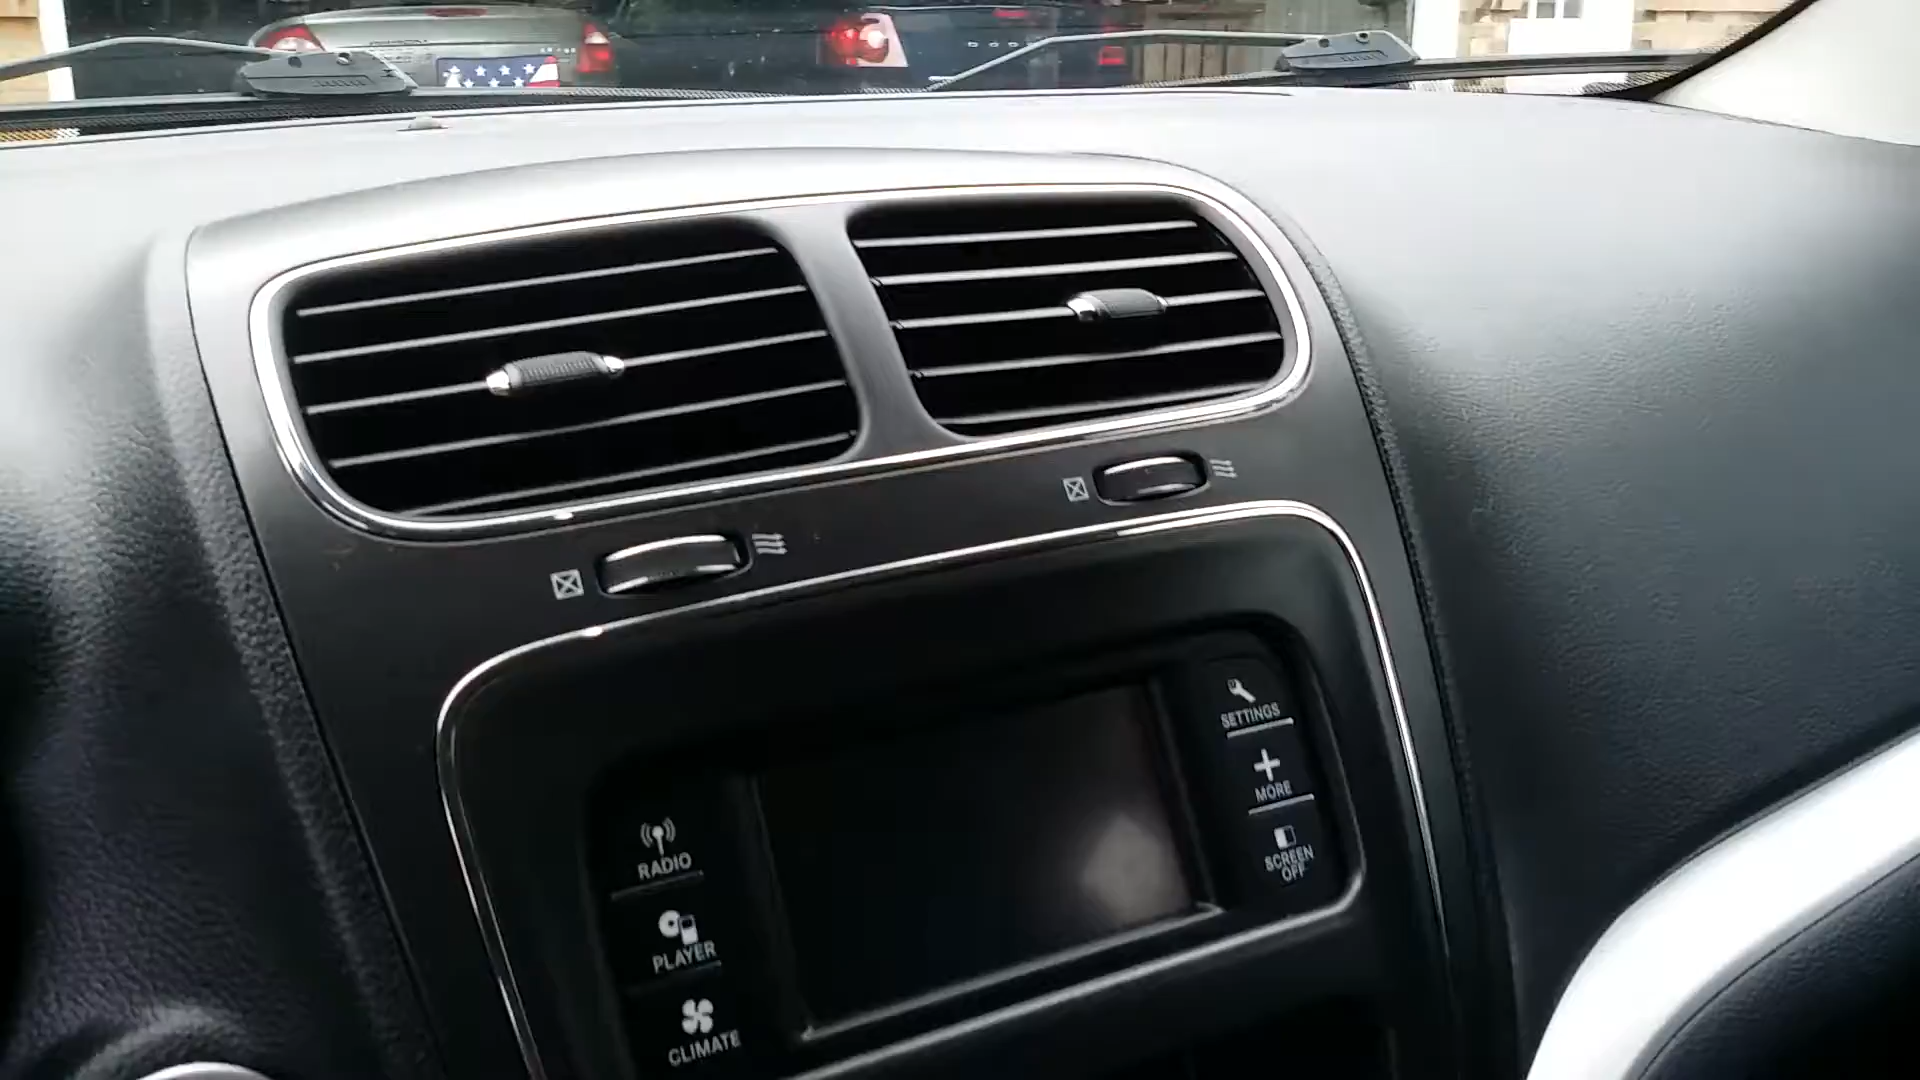 SETTINGS
MORE
SCREEN
OFF
RADIO
PLAYER
CLIMATE